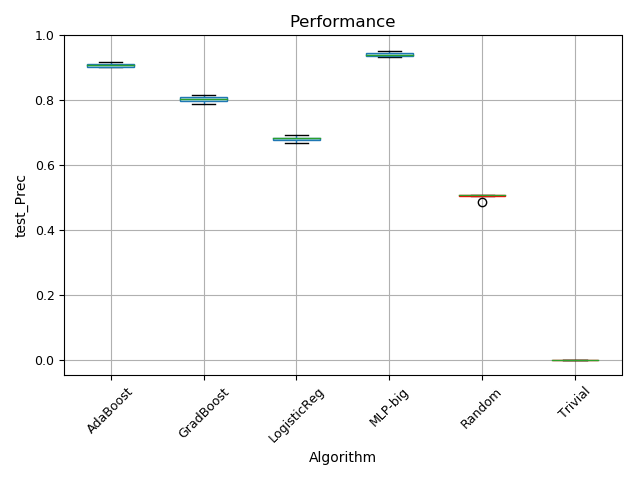 Performance
test_Prec
1.0
0.8
0.6
0.4
0.2
0.0
AdaBoost
GradBoost
LogisticReg
MLP-big
Random
Trivial
Algorithm